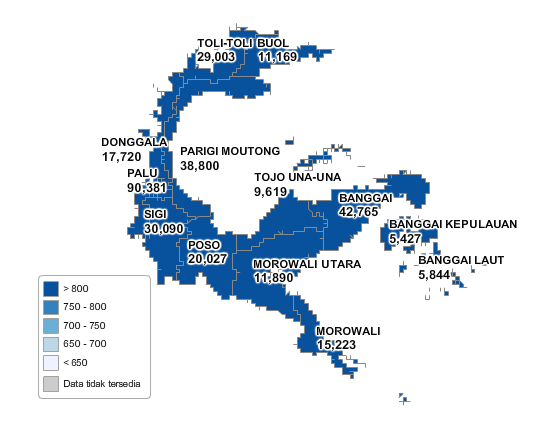 TOLI-TOLI BUOL
29,003 11,169
DONGGALA
17,720
PARIGI MOUTONG
38,800
PALU
90,381
TOJO UNA-UNA
9,619
BANGGAI
42,765
SIGI
30,090
BANGGAI KEPULAUAN
5,427
POSO
20,027
MOROWALI UTARA
11,890
BANGGAI LAUT
5,844
MOROWALI
15,223
> 800
750 - 800
700 - 750
650 - 700
< 650
Data tidak tersedia